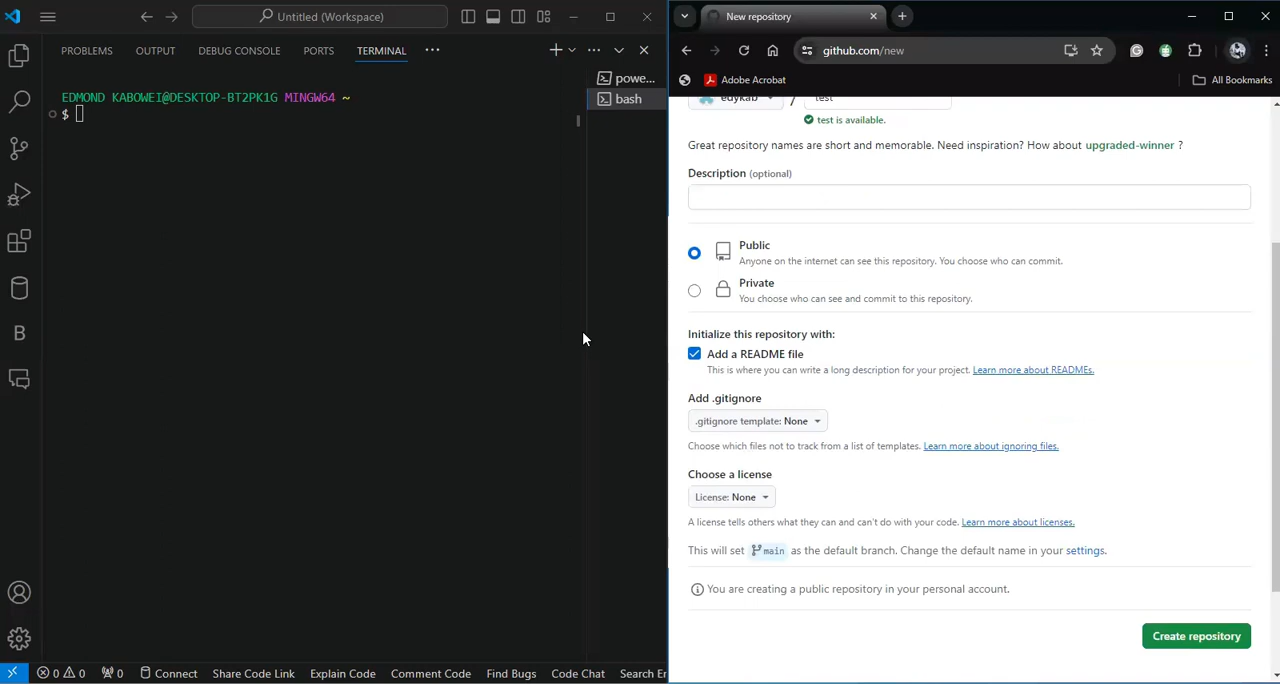 Untitled (Workspace)
PROBLEMS OUTPUT DEBUG CONSOLE PORTS TERMINAL
powe...
bash
EDMOND KABOWEI@DESKTOP-BT2PK1G MINGW64 ~
$
0 0 0 Connect Share Code Link Explain Code Comment Code Find Bugs Code Chat Search Er
New repository
github.com/new
Adobe Acrobat
All Bookmarks
edykab / test
test is available.
Great repository names are short and memorable. Need inspiration? How about upgraded-winner ?
Description (optional)
Public
Anyone on the internet can see this repository. You choose who can commit.
Private
You choose who can see and commit to this repository.
Initialize this repository with:
Add a README file
This is where you can write a long description for your project. Learn more about READMEs.
Add .gitignore
.gitignore template: None
Choose which files not to track from a list of templates. Learn more about ignoring files.
Choose a license
License: None
A license tells others what they can and can't do with your code. Learn more about licenses.
This will set main as the default branch. Change the default name in your settings.
You are creating a public repository in your personal account.
Create repository